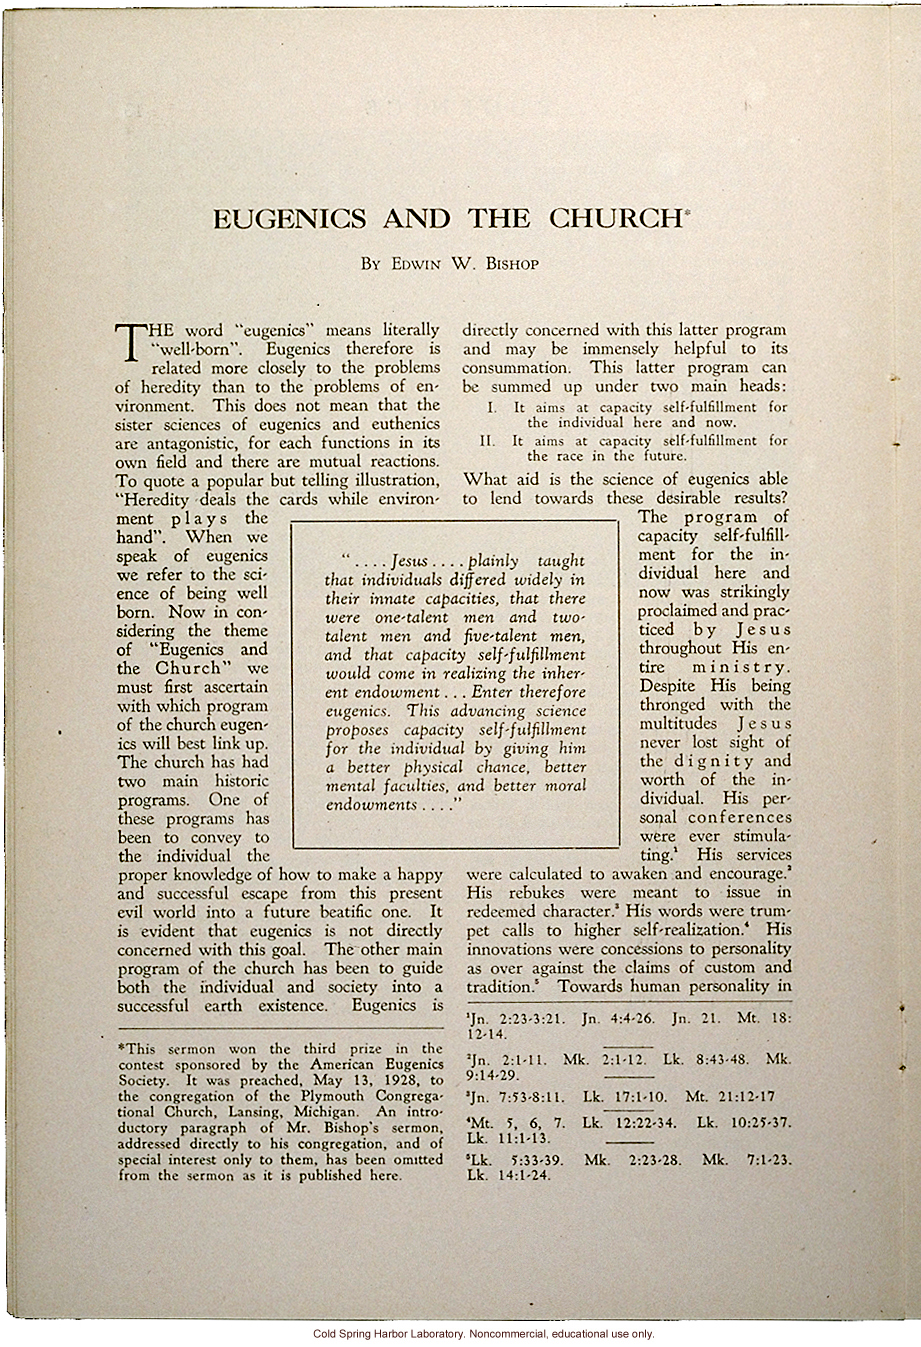 EUGENICS AND THE CHURCH*
By Edwin W. Bishop
THE word “eugenics” means literally
“well-born”. Eugenics therefore is
related more closely to the problems
of heredity than to the problems of en-
vironment. This does not mean that the
sister sciences of eugenics and euthenics
are antagonistic, for each functions in its
own field and there are mutual reactions.
To quote a popular but telling illustration,
“Heredity deals the cards while environ-
ment plays the
hand”. When we
speak of eugenics
we refer to the sci-
ence of being well
born. Now in con-
sidering the theme
of “Eugenics and
the Church” we
must first ascertain
with which program
of the church eugen-
ics will best link up.
The church has had
two main historic
programs. One of
these programs has
been to convey to
the individual the
proper knowledge of how to make a happy
and successful escape from this present
evil world into a future beatific one. It
is evident that eugenics is not directly
concerned with this goal. The other main
program of the church has been to guide
both the individual and society into a
successful earth existence. Eugenics is
*This sermon won the third prize in the
contest sponsored by the American Eugenics
Society. It was preached, May 13, 1928, to
the congregation of the Plymouth Congrega-
tional Church, Lansing, Michigan. An intro-
ductory paragraph of Mr. Bishop's sermon,
addressed directly to his congregation, and of
special interest only to them, has been omitted
from the sermon as it is published here.
“ . . . . Jesus . . . . plainly taught
that individuals differed widely in
their innate capacities, that there
were one-talent men and two-
talent men and five-talent men,
and that capacity self-fulfillment
would come in realizing the inher-
ent endowment . . . Enter therefore
eugenics. This advancing science
proposes capacity self-fulfillment
for the individual by giving him
a better physical chance, better
mental faculties, and better moral
endowments . . . .”
directly concerned with this latter program
and may be immensely helpful to its
consummation. This latter program can
be summed up under two main heads:
I. It aims at capacity self-fulfillment for
the individual here and now.
II. It aims at capacity self-fulfillment for
the race in the future.
What aid is the science of eugenics able
to lend towards these desirable results?
The program of
capacity self-fulfill-
ment for the in-
dividual here and
now was strikingly
proclaimed and prac-
ticed by Jesus
throughout His en-
tire ministry.
Despite His being
thronged with the
multitudes Jesus
never lost sight of
the dignity and
worth of the in-
dividual. His per-
sonal conferences
were ever stimula-
ting.¹ His services
were calculated to awaken and encourage.²
His rebukes were meant to issue in
redeemed character.³ His words were trum-
pet calls to higher self-realization.⁴ His
innovations were concessions to personality
as over against the claims of custom and
tradition.⁵ Towards human personality in
¹Jn. 2:23-3:21. Jn. 4:4-26. Jn. 21. Mt. 18:
12-14.
²Jn. 2:1-11. Mk. 2:1-12. Lk. 8:43-48. Mk.
9:14-29.
³Jn. 7:53-8:11. Lk. 17:1-10. Mt. 21:12-17
⁴Mt. 5, 6, 7. Lk. 12:22-34. Lk. 10:25-37.
Lk. 11:1-13.
⁵Lk. 5:33-39. Mk. 2:23-28. Mk. 7:1-23.
Lk. 14:1-24.
Cold Spring Harbor Laboratory. Noncommercial, educational use only.